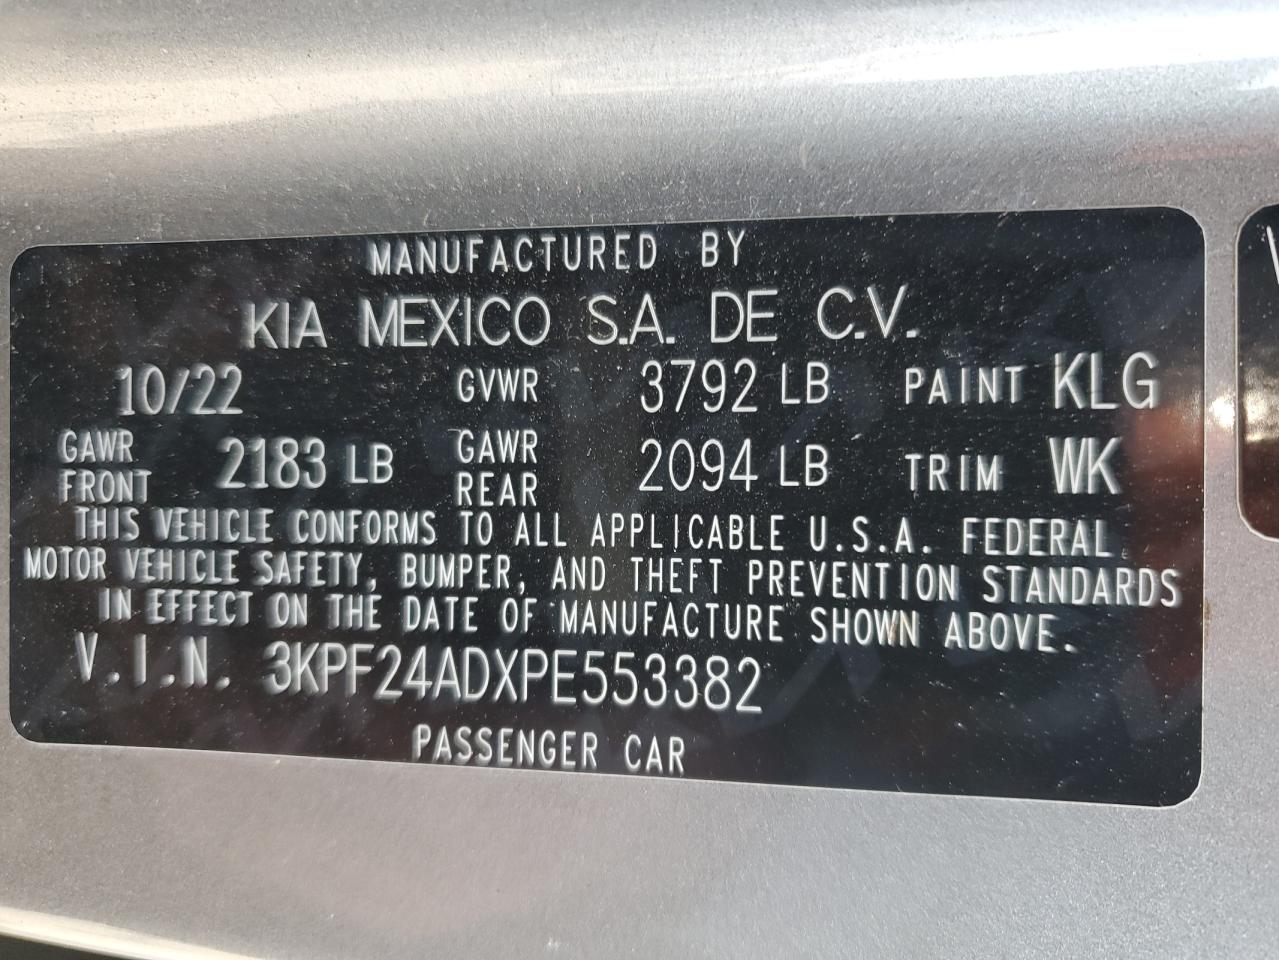 MANUFACTURED BY
KIA MEXICO S.A. DE C.V.
10/22 GVWR 3792 LB PAINT KLG
GAWR FRONT 2183 LB GAWR REAR 2094 LB TRIM WK
THIS VEHICLE CONFORMS TO ALL APPLICABLE U.S.A. FEDERAL
MOTOR VEHICLE SAFETY, BUMPER, AND THEFT PREVENTION STANDARDS
IN EFFECT ON THE DATE OF MANUFACTURE SHOWN ABOVE.
V.I.N. 3KPF24ADXPE553382
PASSENGER CAR